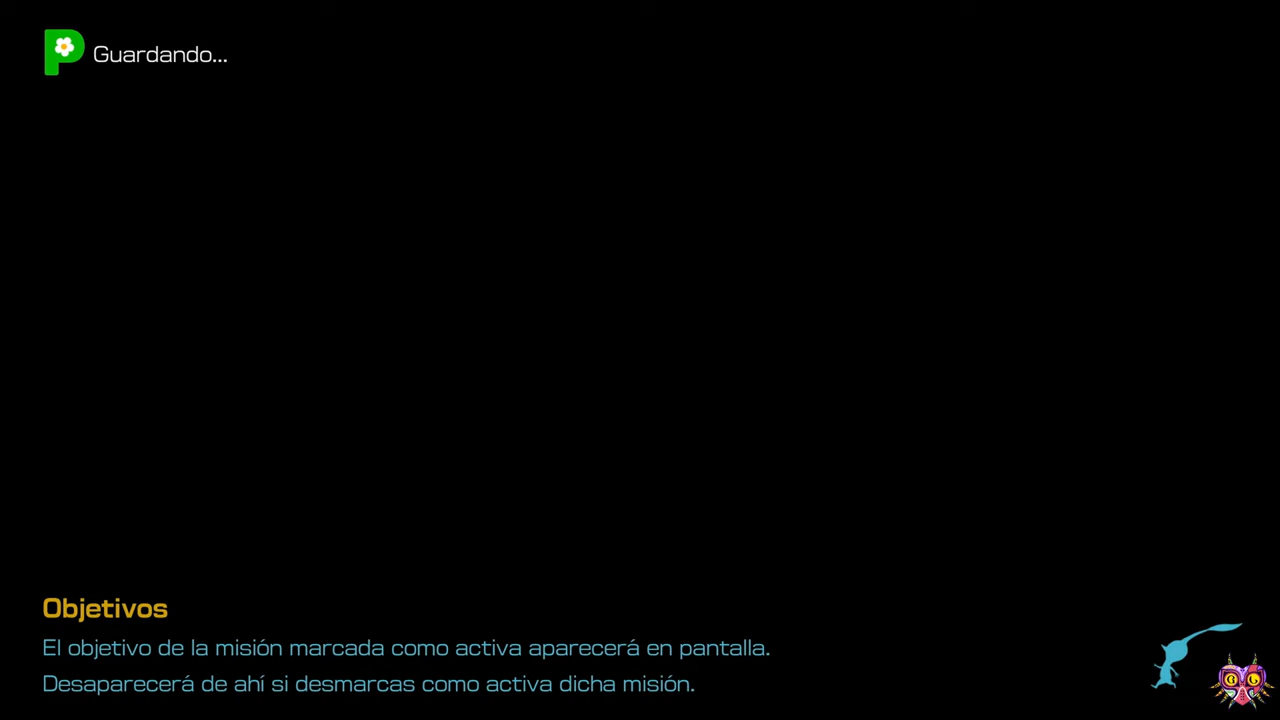 Guardando...
Objetivos
El objetivo de la misión marcada como activa aparecerá en pantalla.
Desaparecerá de ahí si desmarcas como activa dicha misión.